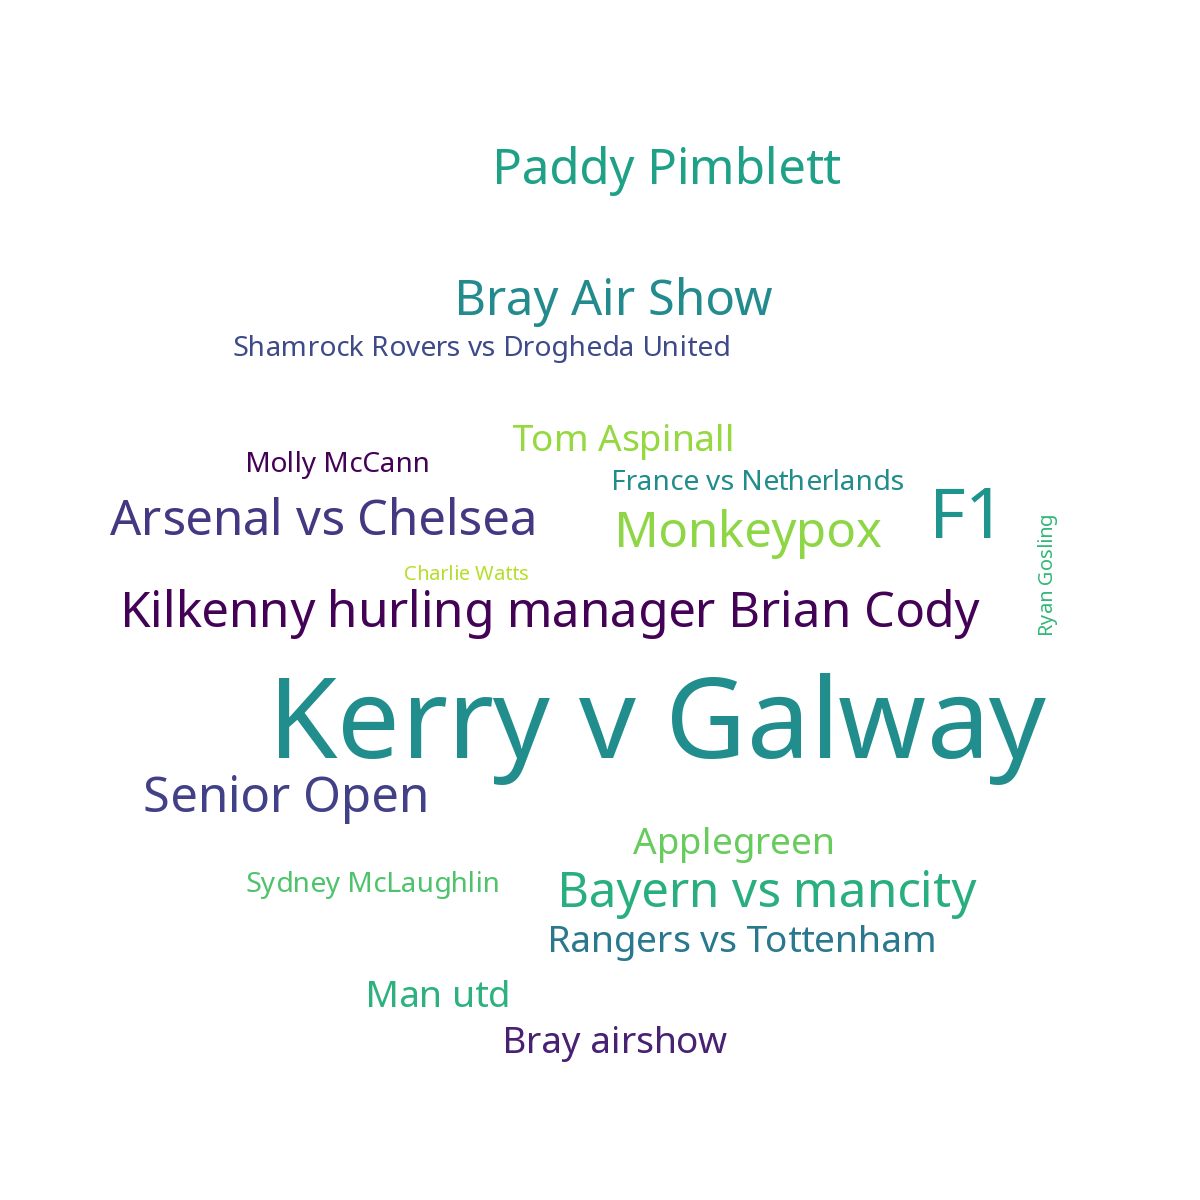 Paddy Pimblett
Bray Air Show
Shamrock Rovers vs Drogheda United
Tom Aspinall
Molly McCann
France vs Netherlands
Arsenal vs Chelsea
Monkeypox
F1
Ryan Gosling
Charlie Watts
Kilkenny hurling manager Brian Cody
Kerry v Galway
Senior Open
Applegreen
Sydney McLaughlin
Bayern vs mancity
Rangers vs Tottenham
Man utd
Bray airshow